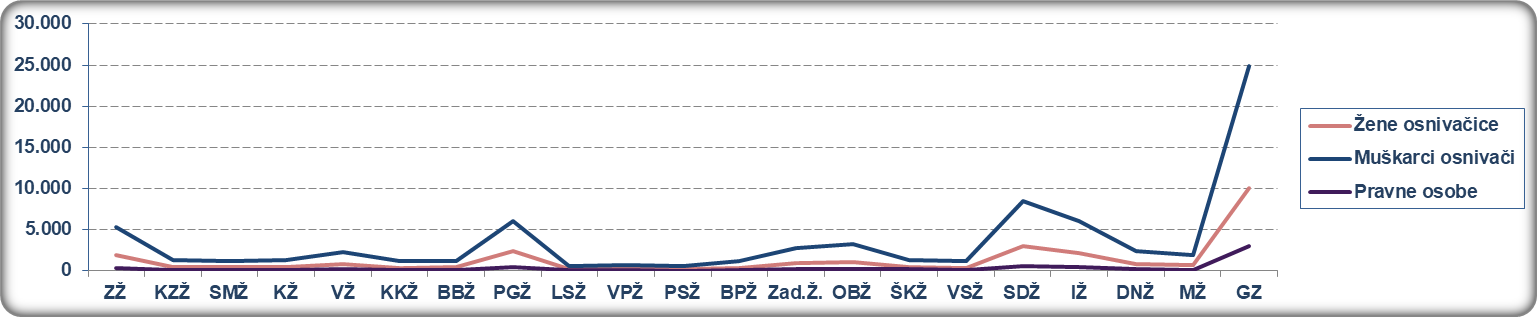 30.000
25.000
20.000
15.000
10.000
5.000
0
ZŽ KZŽ SMŽ KŽ VŽ KKŽ BBŽ PGŽ LSŽ VPŽ PSŽ BPŽ Zad.Ž. OBŽ ŠKŽ VSŽ SDŽ IŽ DNŽ MŽ GZ
Žene osnivačice
Muškarci osnivači
Pravne osobe